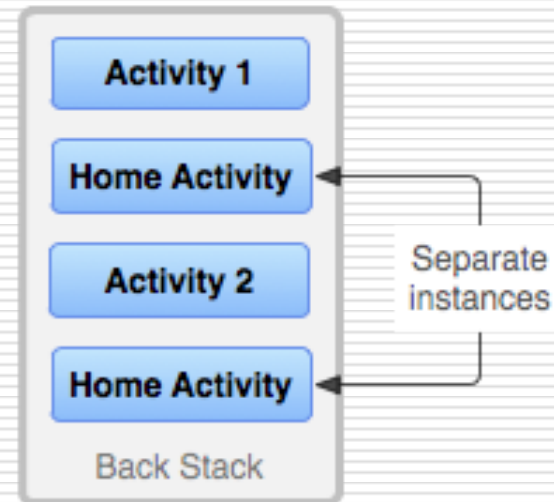 Activity 1
Home Activity
Activity 2
Home Activity
Back Stack
Separate
instances